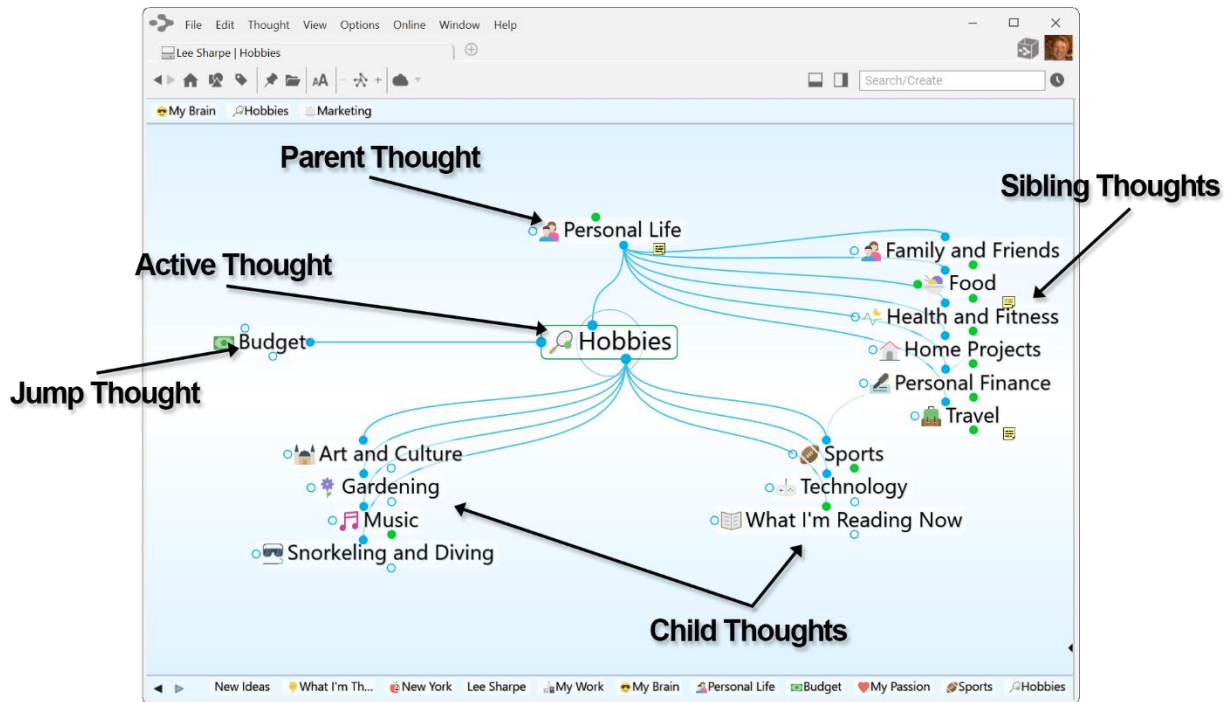 File Edit Thought View Options Online Window Help
Lee Sharpe | Hobbies
AA
Search/Create
My Brain Hobbies Marketing
Parent Thought
Sibling Thoughts
Personal Life
Family and Friends
Active Thought
Food
Health and Fitness
Budget
Hobbies
Home Projects
Jump Thought
Personal Finance
Travel
Art and Culture
Sports
Gardening
Technology
Music
What I'm Reading Now
Snorkeling and Diving
Child Thoughts
New Ideas What I'm Th... New York Lee Sharpe My Work My Brain Personal Life Budget My Passion Sports Hobbies